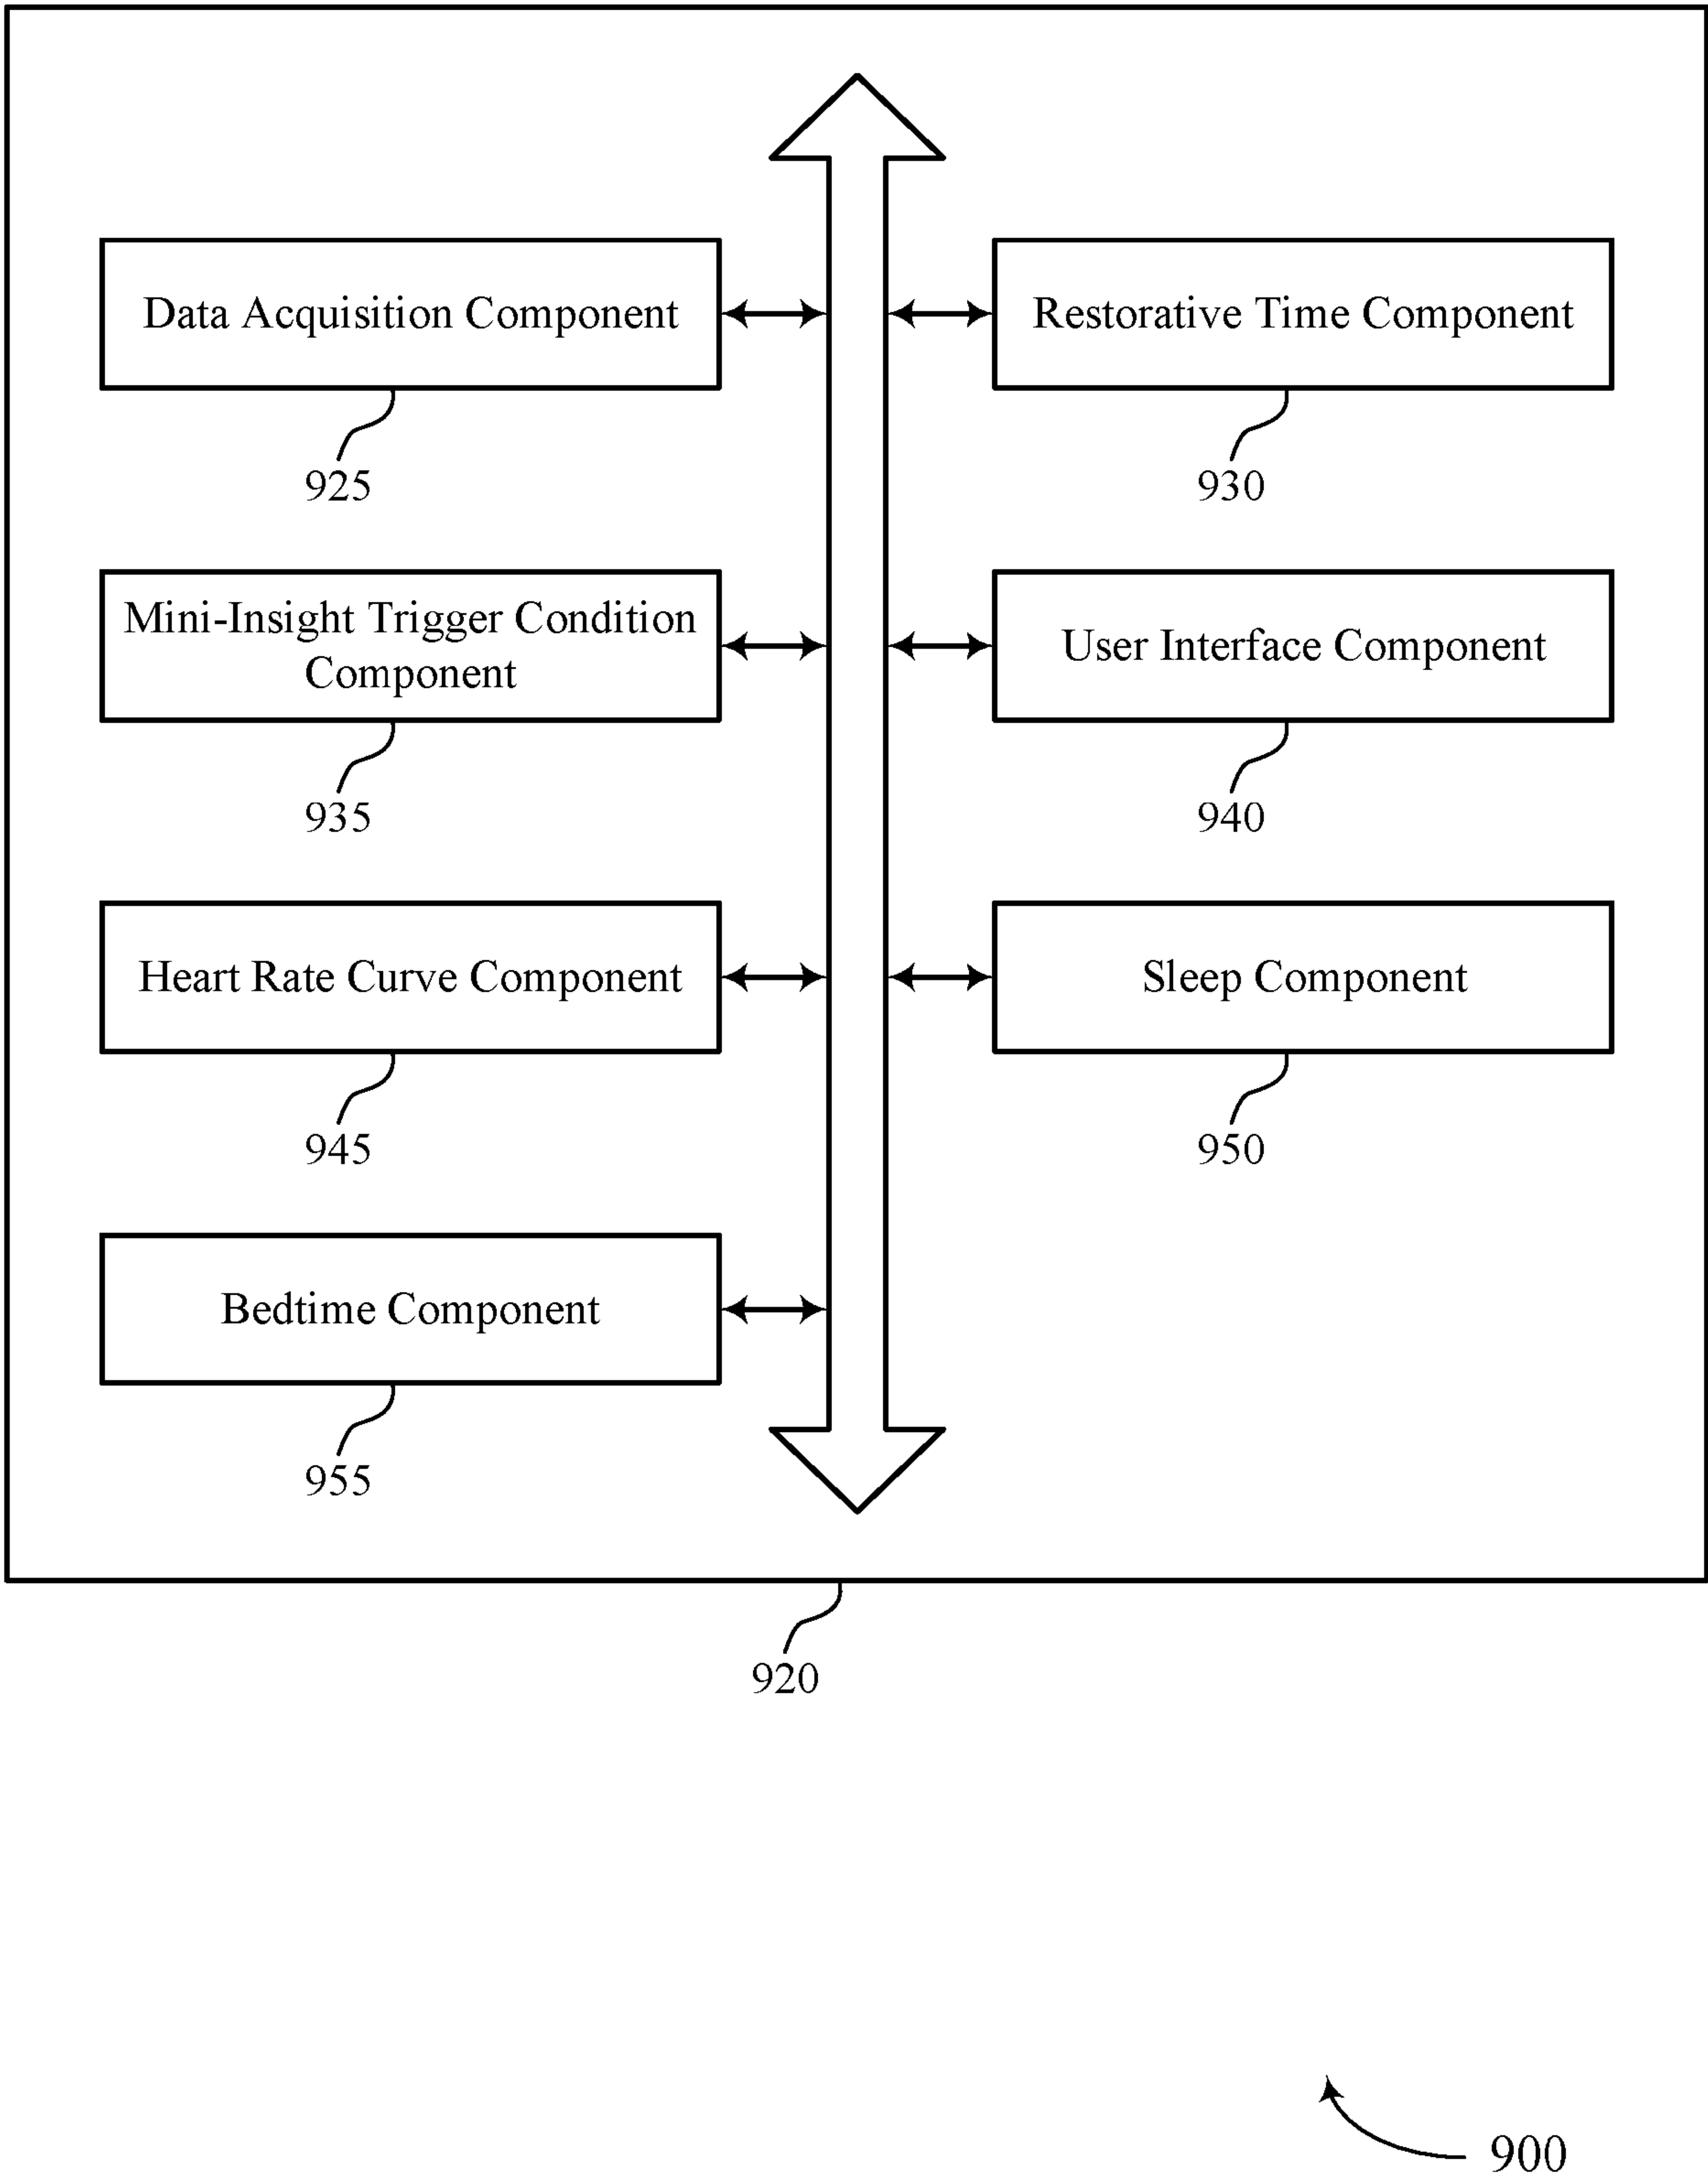 Data Acquisition Component
Restorative Time Component
925
930
Mini-Insight Trigger Condition
Component
User Interface Component
935
940
Heart Rate Curve Component
Sleep Component
945
950
Bedtime Component
955
920
900